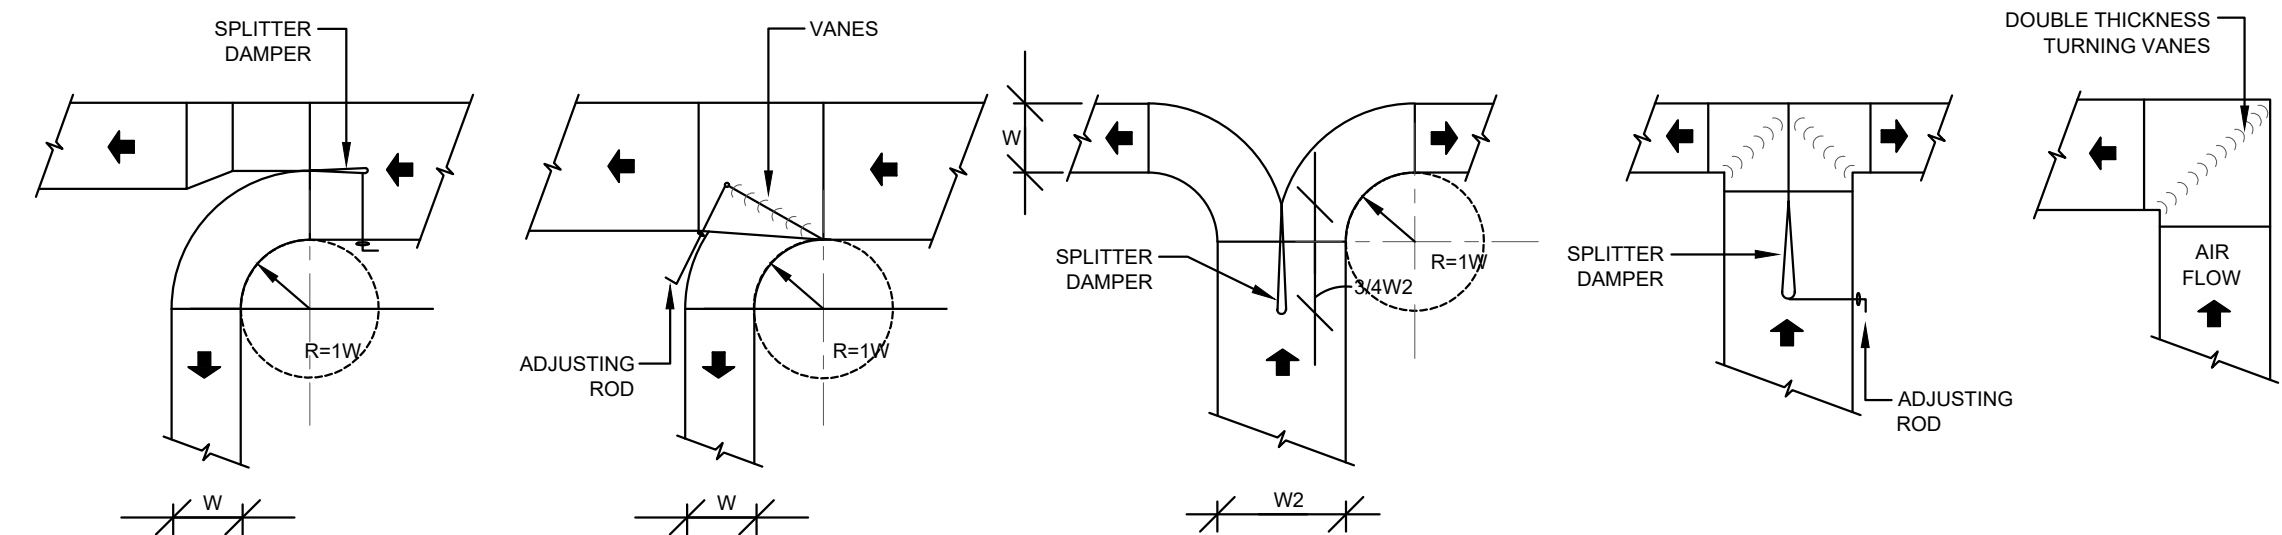 SPLITTER
DAMPER
R=1W
W
VANES
ADJUSTING
ROD
R=1W
W
W
SPLITTER
DAMPER
R=1W
3/4W2
W2
SPLITTER
DAMPER
ADJUSTING
ROD
DOUBLE THICKNESS
TURNING VANES
AIR
FLOW